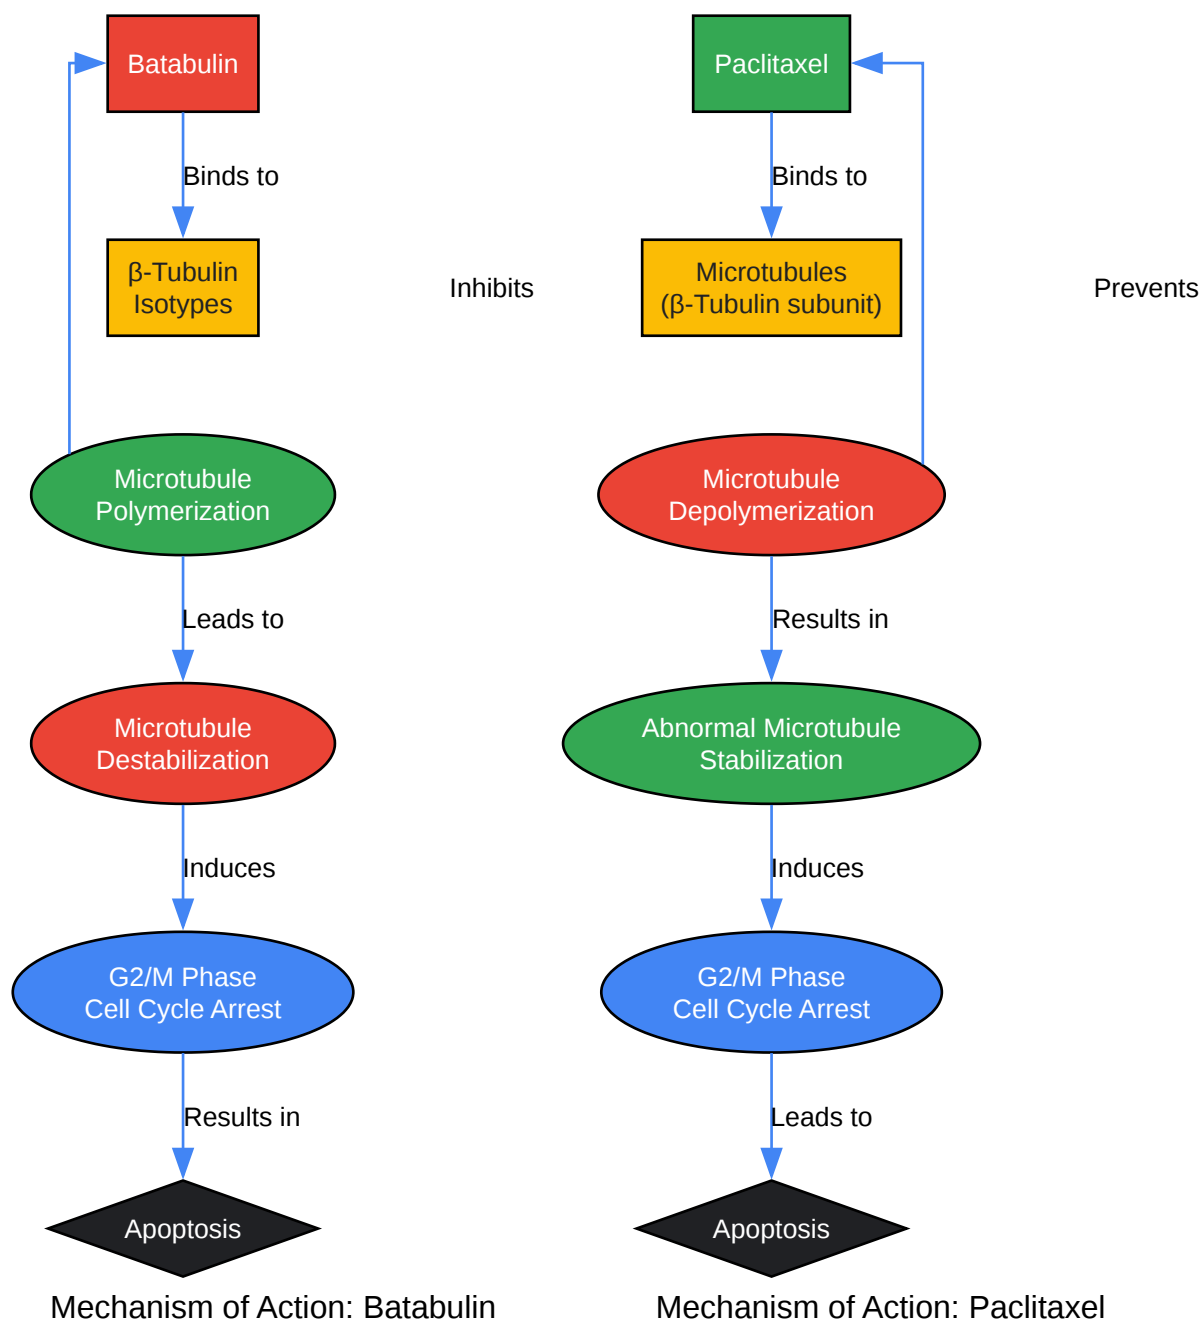 Batabulin
Binds to
β-Tubulin
Isotypes
Inhibits
Microtubule
Polymerization
Leads to
Microtubule
Destabilization
Induces
G2/M Phase
Cell Cycle Arrest
Results in
Apoptosis
Mechanism of Action: Batabulin
Paclitaxel
Binds to
Microtubules
(β-Tubulin subunit)
Prevents
Microtubule
Depolymerization
Results in
Abnormal Microtubule
Stabilization
Induces
G2/M Phase
Cell Cycle Arrest
Leads to
Apoptosis
Mechanism of Action: Paclitaxel